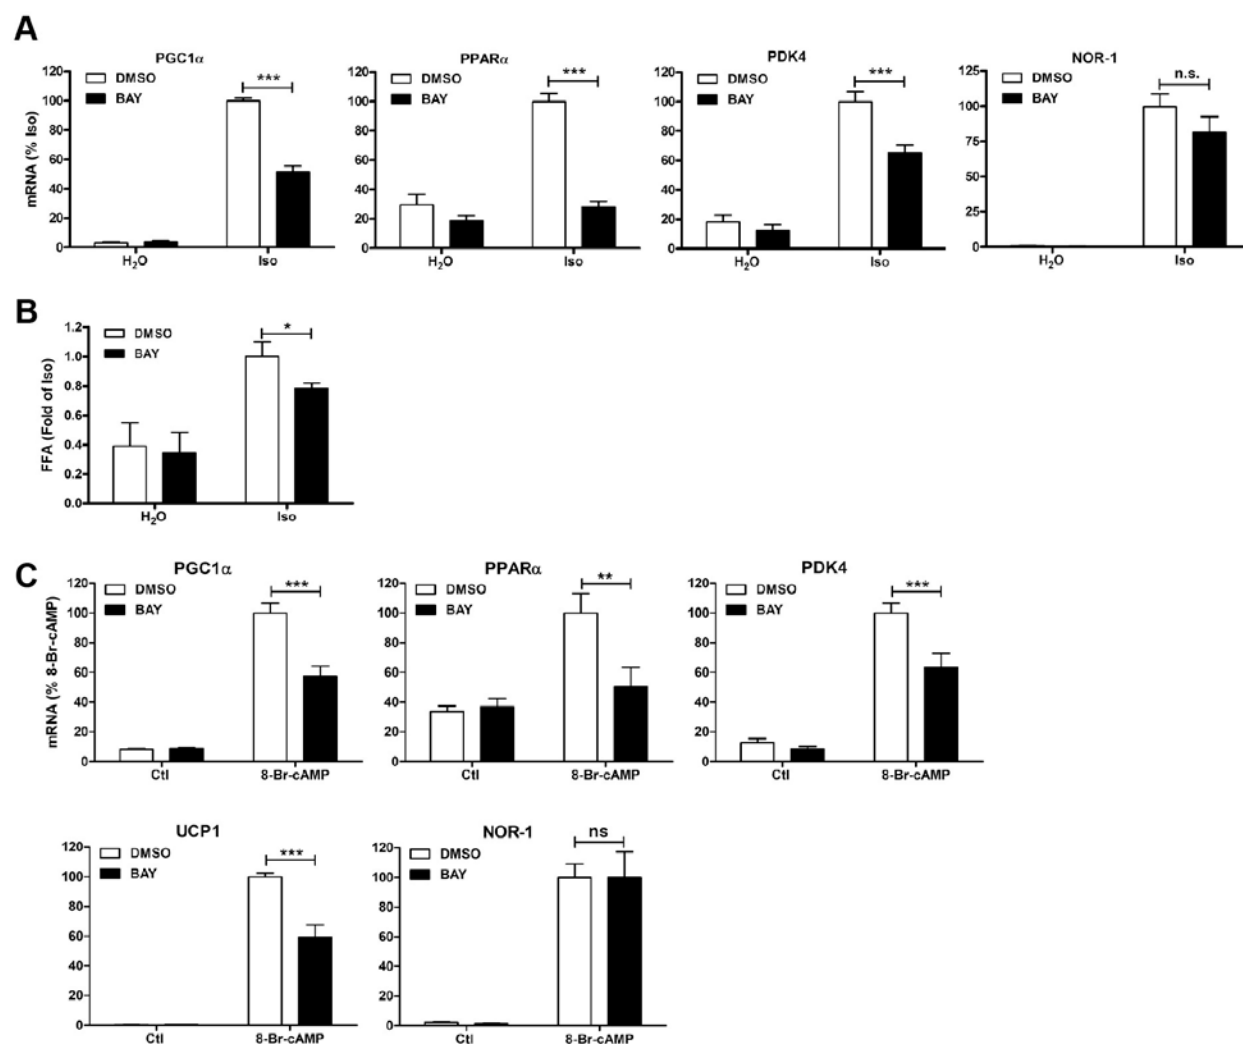 A
PGC1α
DMSO
BAY
***
mRNA (% Iso)
120
100
80
60
40
20
0
H₂O
Iso
PPARα
DMSO
BAY
***
120
100
80
60
40
20
0
H₂O
Iso
PDK4
DMSO
BAY
***
120
100
80
60
40
20
0
H₂O
Iso
NOR-1
DMSO
BAY
n.s.
125
100
75
50
25
0
H₂O
Iso
B
DMSO
BAY
*
FFA (Fold of Iso)
1.2
1.0
0.8
0.6
0.4
0.2
0.0
H₂O
Iso
C
PGC1α
DMSO
BAY
***
mRNA (% 8-Br-cAMP)
120
100
80
60
40
20
0
Ctl
8-Br-cAMP
PPARα
DMSO
BAY
**
120
100
80
60
40
20
0
Ctl
8-Br-cAMP
PDK4
DMSO
BAY
***
120
100
80
60
40
20
0
Ctl
8-Br-cAMP
UCP1
DMSO
BAY
***
120
100
80
60
40
20
0
Ctl
8-Br-cAMP
NOR-1
DMSO
BAY
ns
120
100
80
60
40
20
0
Ctl
8-Br-cAMP